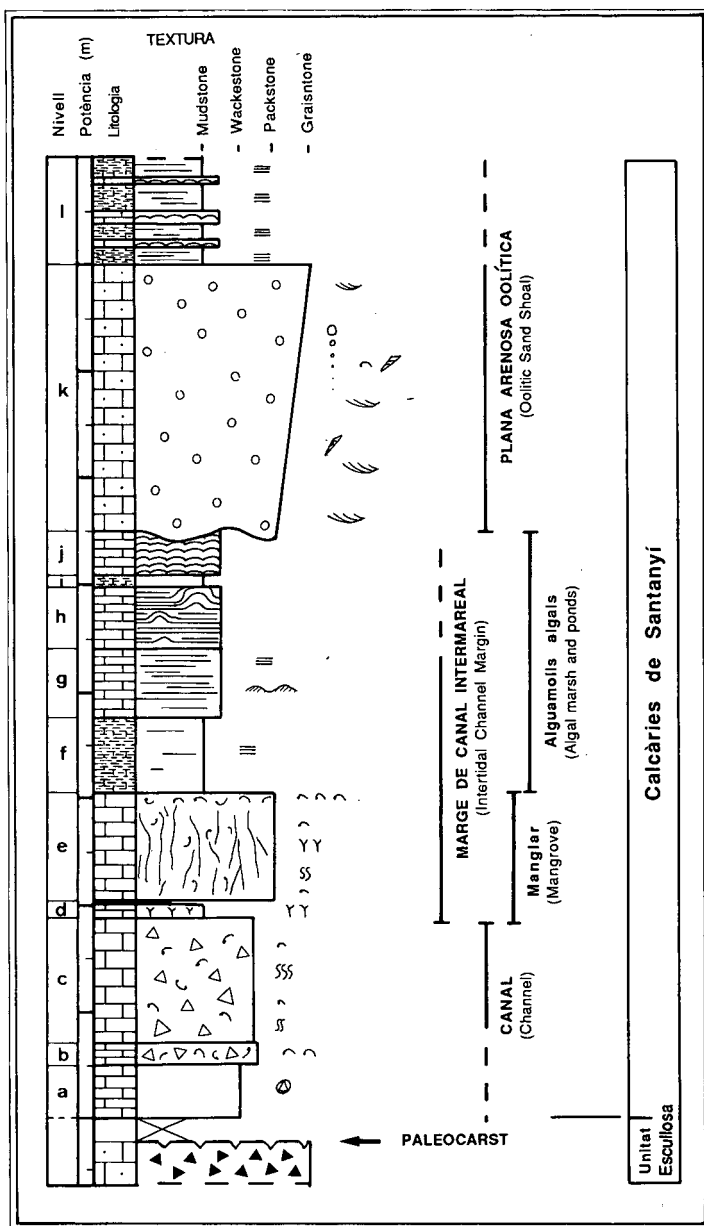 TEXTURA
Nivell
Potència (m)
Litologia
– Mudstone
– Wackestone
– Packstone
– Graisntone
l
k
j
i
h
g
f
e
d
c
b
a
PLANA ARENOSA OOLÍTICA
(Oolitic Sand Shoal)
MARGE DE CANAL INTERMAREAL
(Intertidal Channel Margin)
Alguamolls algals
(Algal marsh and ponds)
Manglar
(Mangrove)
CANAL
(Channel)
PALEOCARST
Calcàries de Santanyí
Unitat
Escullosa